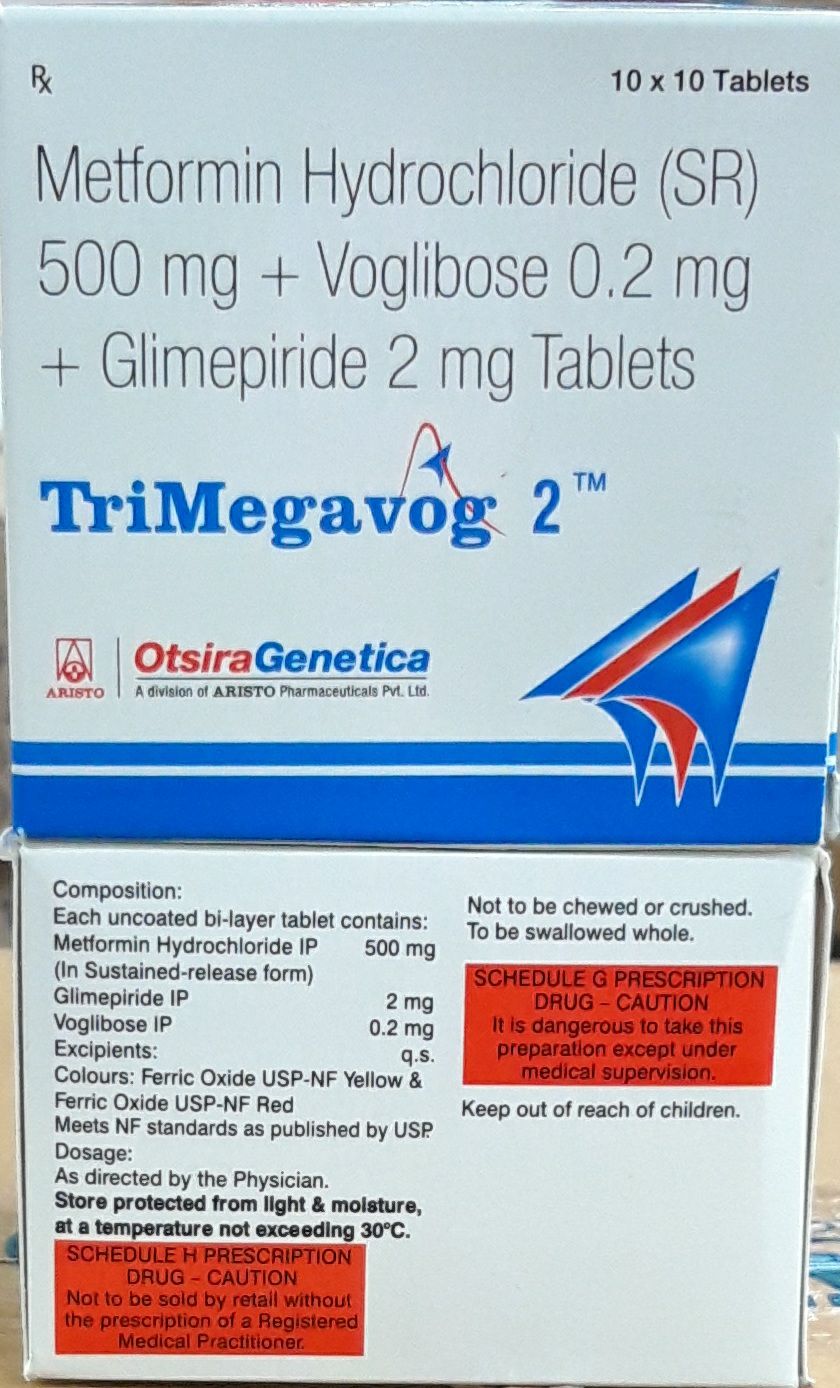 Rx
10 x 10 Tablets
Metformin Hydrochloride (SR)
500 mg + Voglibose 0.2 mg
+ Glimepiride 2 mg Tablets
TriMegavog 2™
ARISTO
OtsiraGenetica
A division of ARISTO Pharmaceuticals Pvt. Ltd.
Composition:
Each uncoated bi-layer tablet contains:
Metformin Hydrochloride IP 500 mg
(In Sustained-release form)
Glimepiride IP 2 mg
Voglibose IP 0.2 mg
Excipients: q.s.
Colours: Ferric Oxide USP-NF Yellow &
Ferric Oxide USP-NF Red
Meets NF standards as published by USP.
Dosage:
As directed by the Physician.
Store protected from light & moisture,
at a temperature not exceeding 30°C.
SCHEDULE H PRESCRIPTION
DRUG – CAUTION
Not to be sold by retail without
the prescription of a Registered
Medical Practitioner.
Not to be chewed or crushed.
To be swallowed whole.
SCHEDULE G PRESCRIPTION
DRUG – CAUTION
It is dangerous to take this
preparation except under
medical supervision.
Keep out of reach of children.